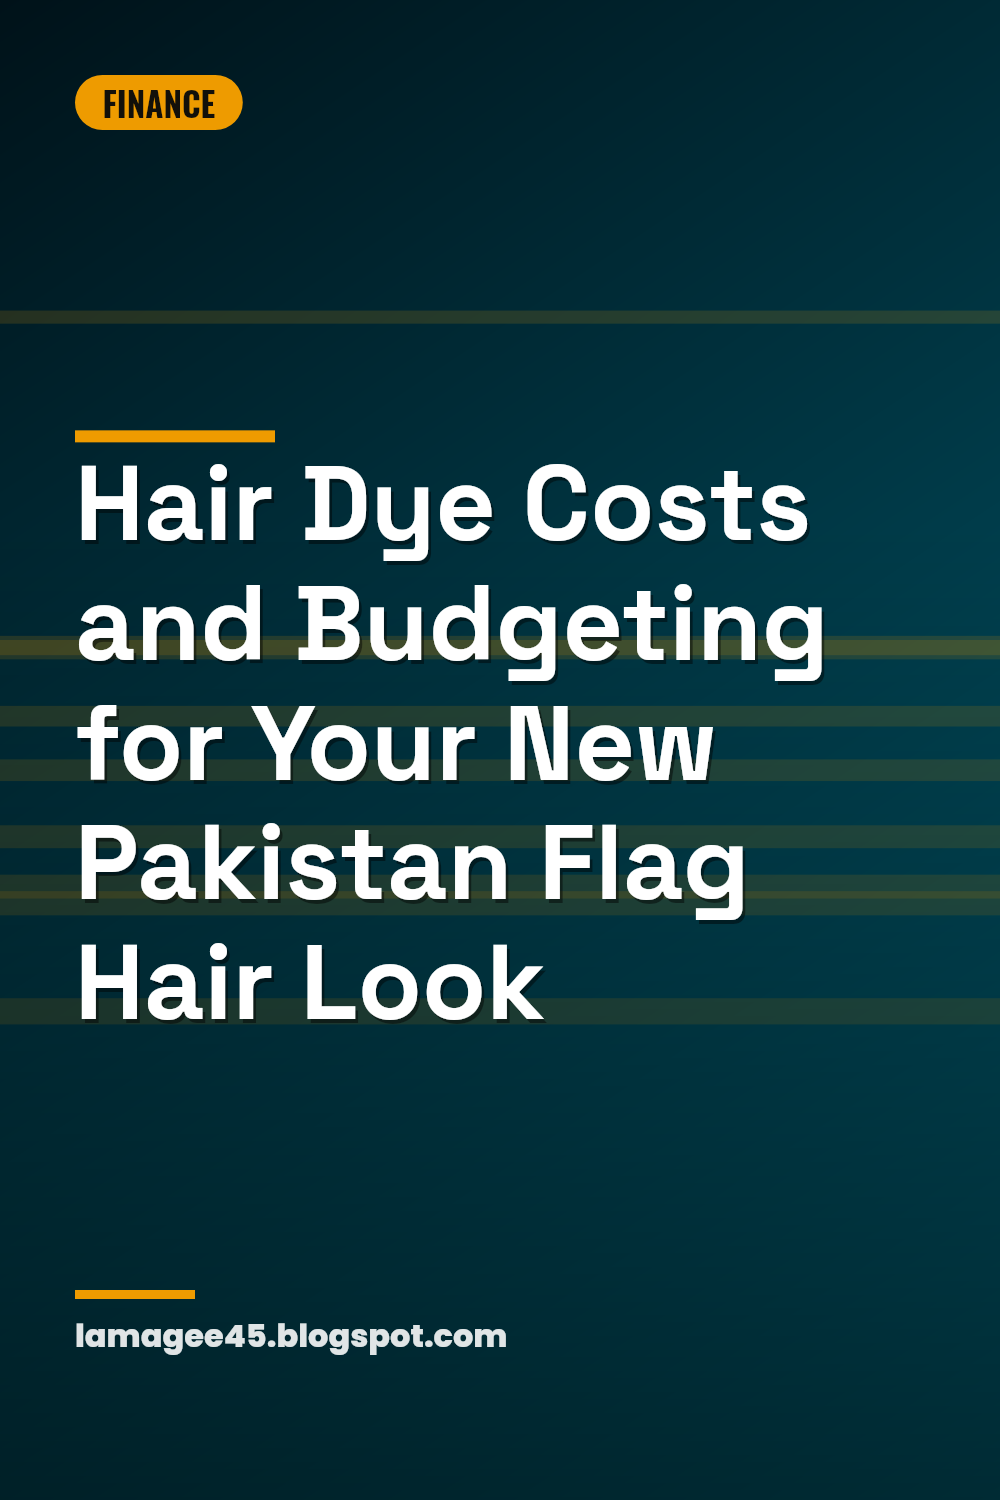 FINANCE
Hair Dye Costs
and Budgeting
for Your New
Pakistan Flag
Hair Look
lamagee45.blogspot.com